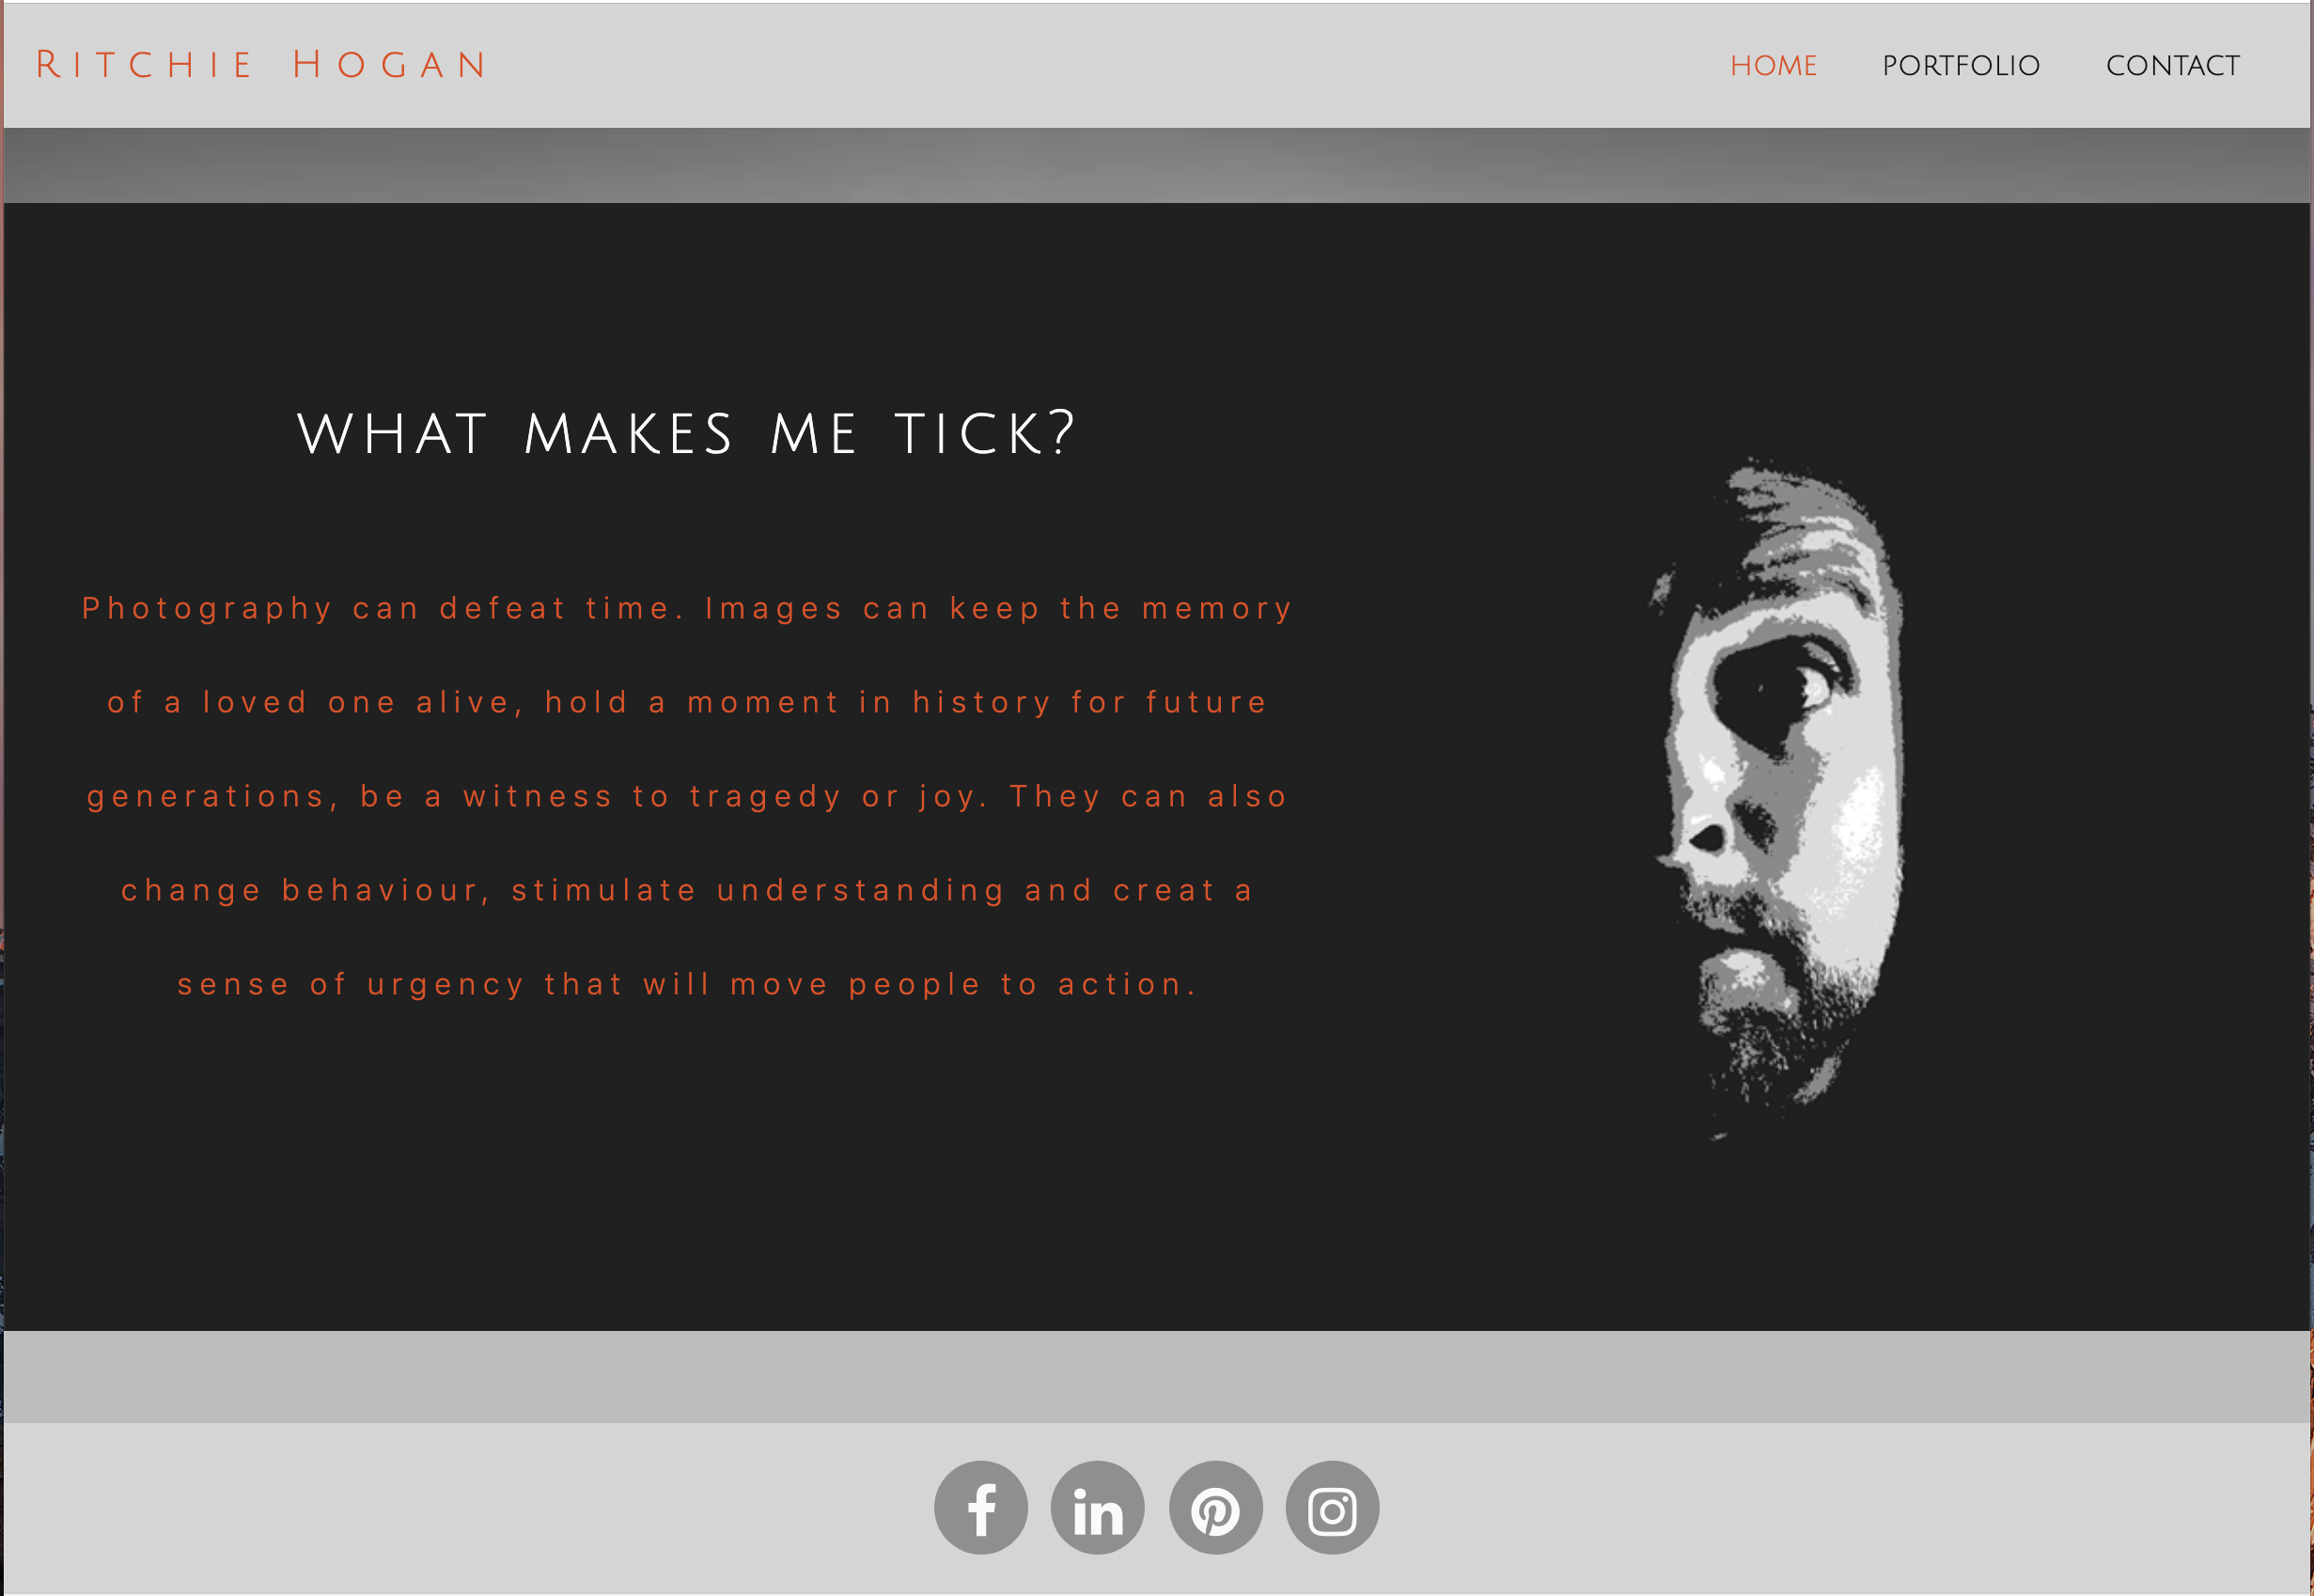 Ritchie Hogan
HOME PORTFOLIO CONTACT
WHAT MAKES ME TICK?
Photography can defeat time. Images can keep the memory
of a loved one alive, hold a moment in history for future
generations, be a witness to tragedy or joy. They can also
change behaviour, stimulate understanding and creat a
sense of urgency that will move people to action.